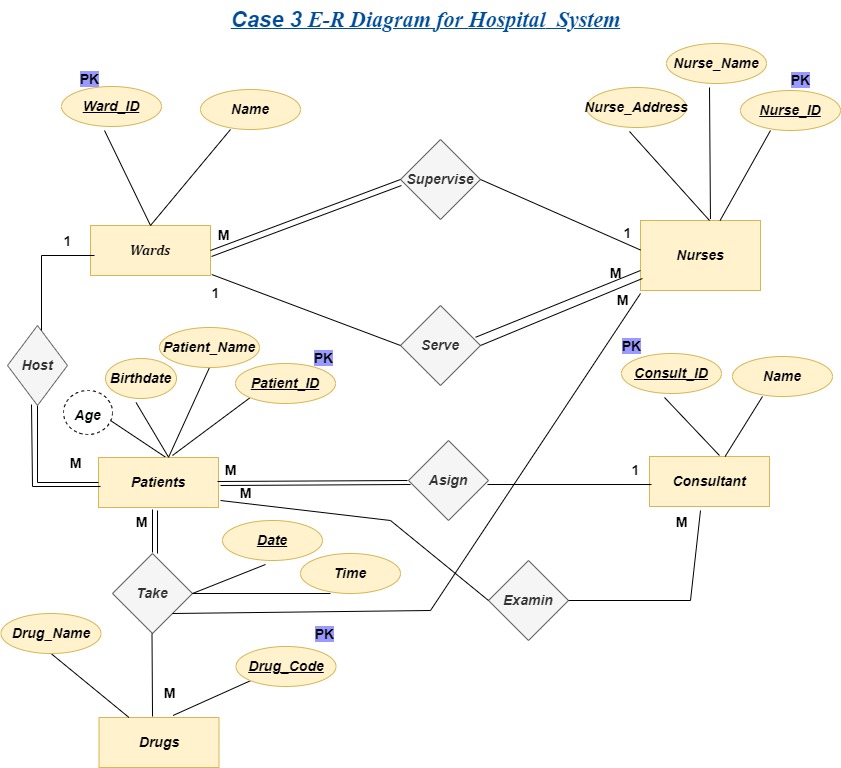 Case 3 E-R Diagram for Hospital System
PK
Ward_ID
Name
Nurse_Name
PK
Nurse_Address
Nurse_ID
Supervise
1
M
1
Wards
Nurses
1
M
M
Serve
Host
Patient_Name
PK
Birthdate
Patient_ID
Age
PK
Consult_ID
Name
M
Patients
M
M
Asign
1
Consultant
M
M
Date
Time
Take
Examin
Drug_Name
PK
Drug_Code
M
Drugs